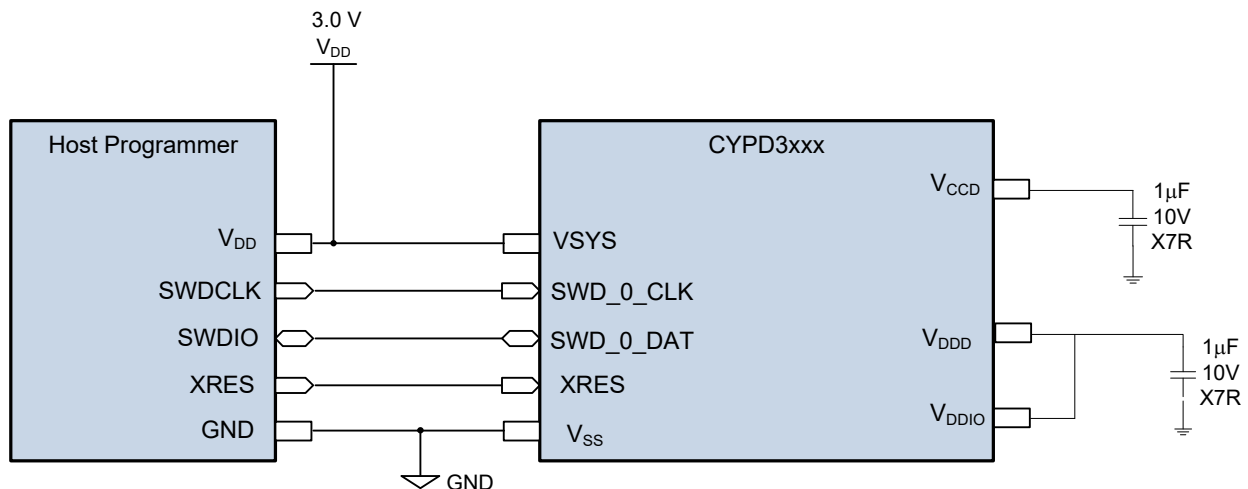 3.0 V
VDD
Host Programmer
VDD
SWDCLK
SWDIO
XRES
GND
GND
CYPD3xxx
VSYS
SWD_0_CLK
SWD_0_DAT
XRES
VSS
VCCD
VDDD
VDDIO
1μF
10V
X7R
1μF
10V
X7R